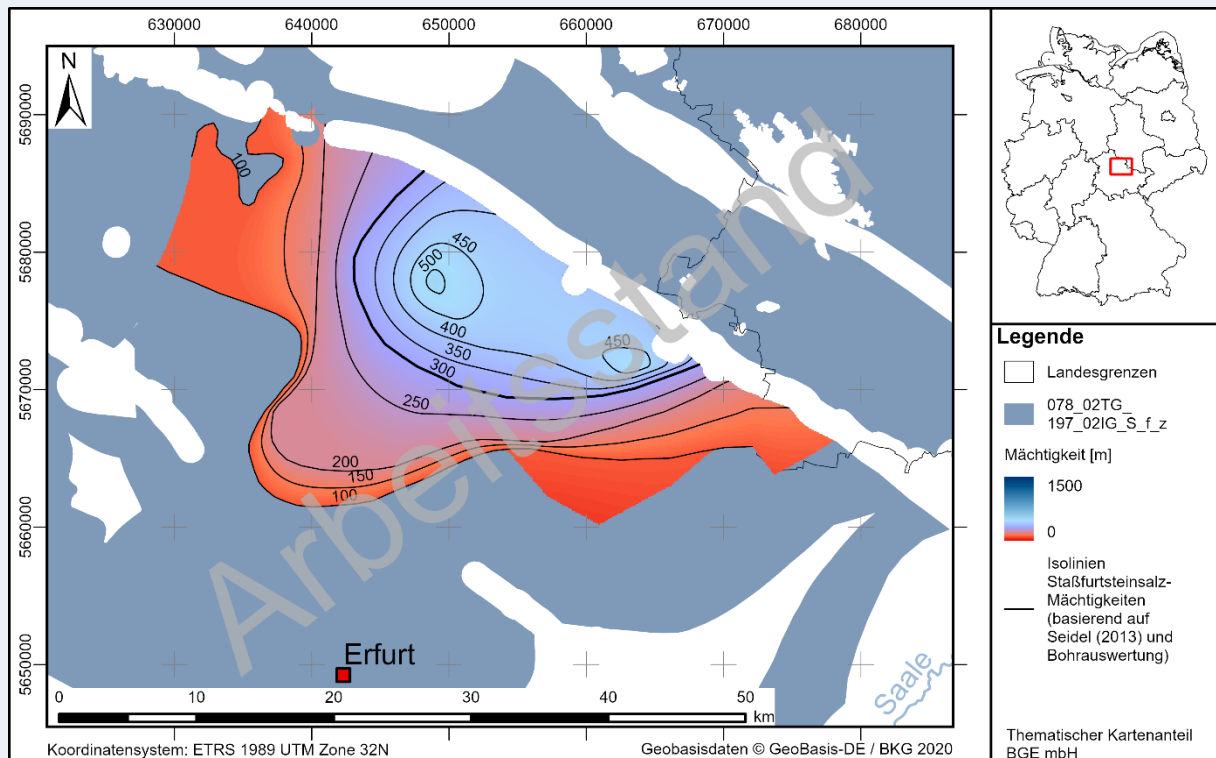 630000
640000
650000
660000
670000
680000
N
5690000
5680000
5670000
5660000
5650000
100
450
500
400
350
300
250
450
200
150
100
Arbeitsstand
Erfurt
Saale
0
10
20
30
40
50
km
Koordinatensystem: ETRS 1989 UTM Zone 32N
Geobasisdaten © GeoBasis-DE / BKG 2020
Legende
Landesgrenzen
078_02TG_
197_02IG_S_f_z
Mächtigkeit [m]
1500
0
Isolinien
Staßfurtsteinsalz-
Mächtigkeiten
(basierend auf
Seidel (2013) und
Bohrauswertung)
Thematischer Kartenanteil
BGE mbH